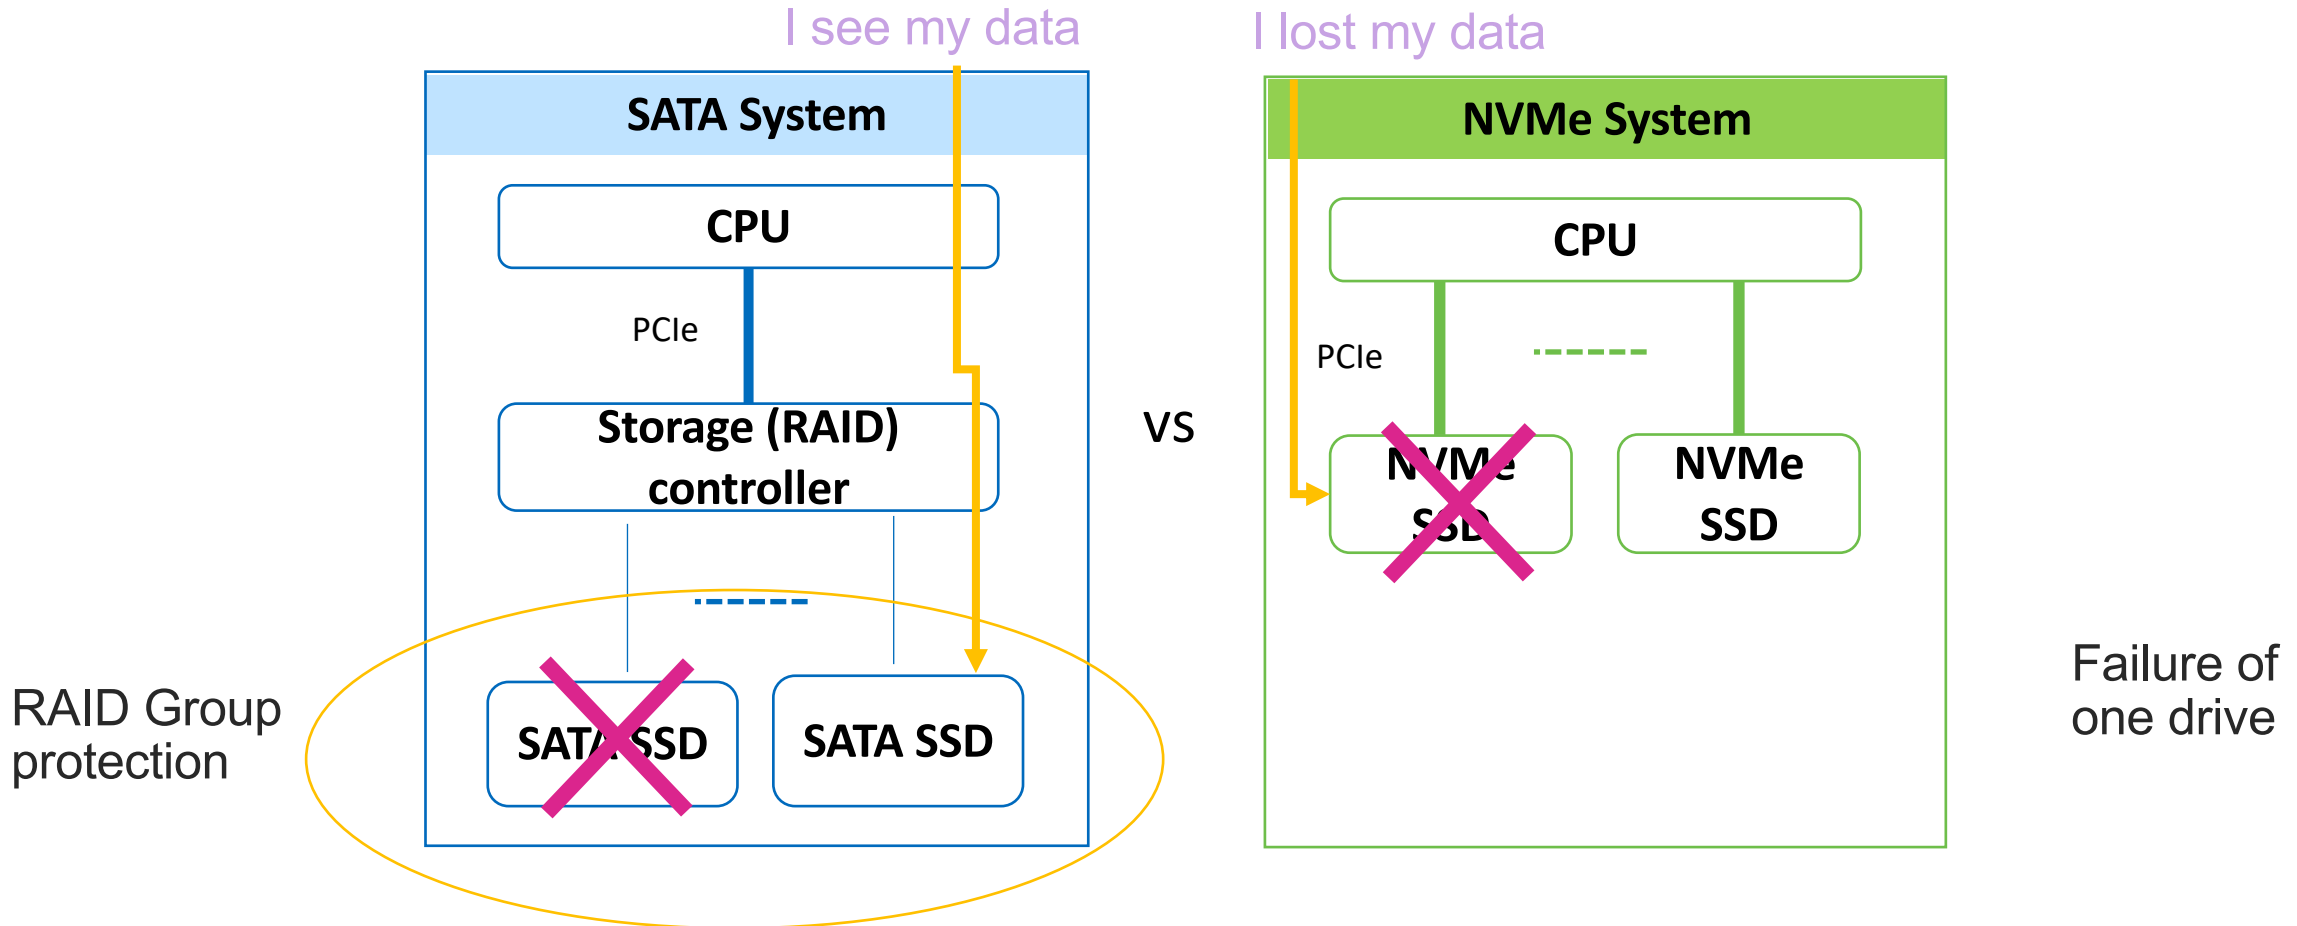 I see my data
I lost my data
SATA System
CPU
PCIe
Storage (RAID)
controller
SATA SSD
SATA SSD
RAID Group
protection
vs
NVMe System
CPU
PCIe
NVMe
SSD
NVMe
SSD
Failure of
one drive